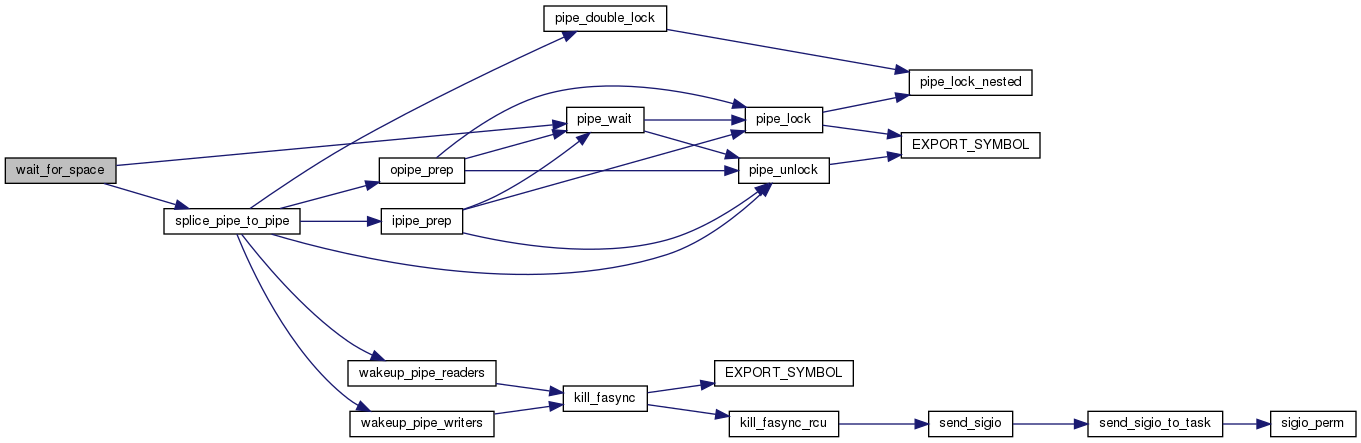 pipe_double_lock
pipe_lock_nested
pipe_wait
pipe_lock
EXPORT_SYMBOL
wait_for_space
opipe_prep
pipe_unlock
splice_pipe_to_pipe
ipipe_prep
wakeup_pipe_readers
EXPORT_SYMBOL
kill_fasync
wakeup_pipe_writers
kill_fasync_rcu
send_sigio
send_sigio_to_task
sigio_perm